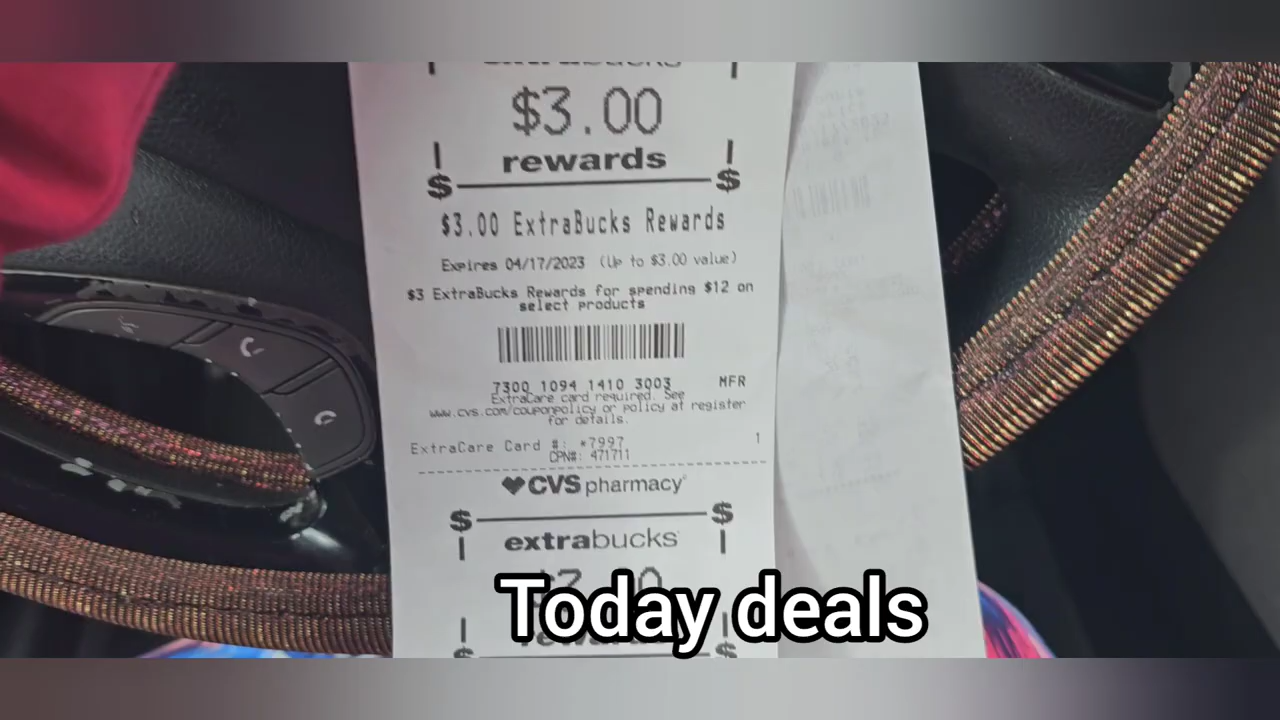 $3.00
rewards
$ $
$3.00 ExtraBucks Rewards
Expires 04/17/2023 (Up to $3.00 value)
$3 ExtraBucks Rewards for spending $12 on
select products
7300 1094 1410 3003 MFR
ExtraCare card required. See
www.cvs.com/couponpolicy or policy at register
for details.
ExtraCare Card #: *7997 1
CPN#: 471711
CVS pharmacy
$ $
extrabucks
Today deals